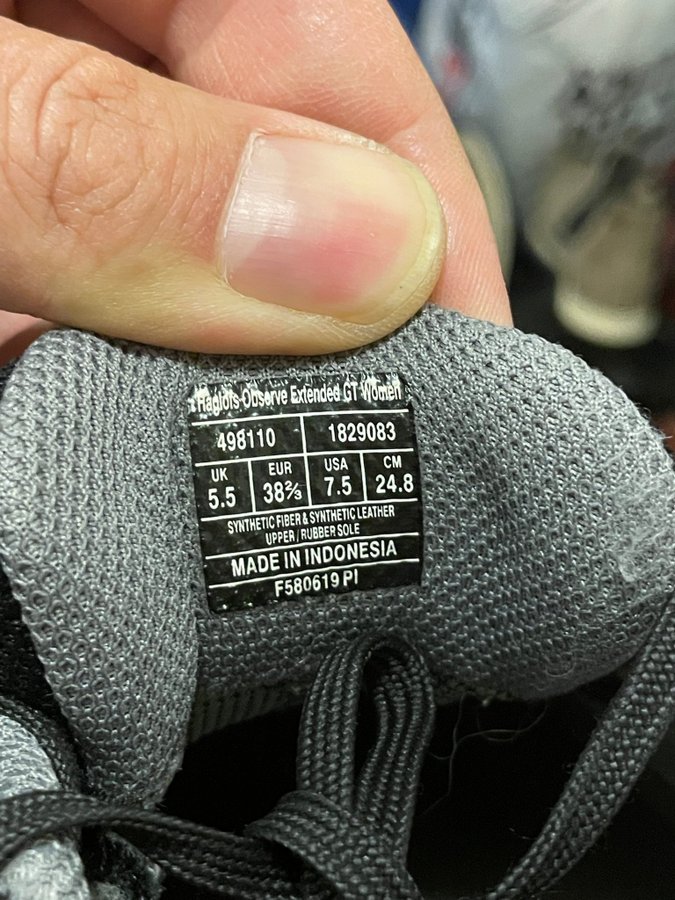 Haglöfs-Observe Extended GT Women
498110 1829083
UK EUR USA CM
5.5 38⅔ 7.5 24.8
SYNTHETIC FIBER & SYNTHETIC LEATHER
UPPER / RUBBER SOLE
MADE IN INDONESIA
F580619 PI